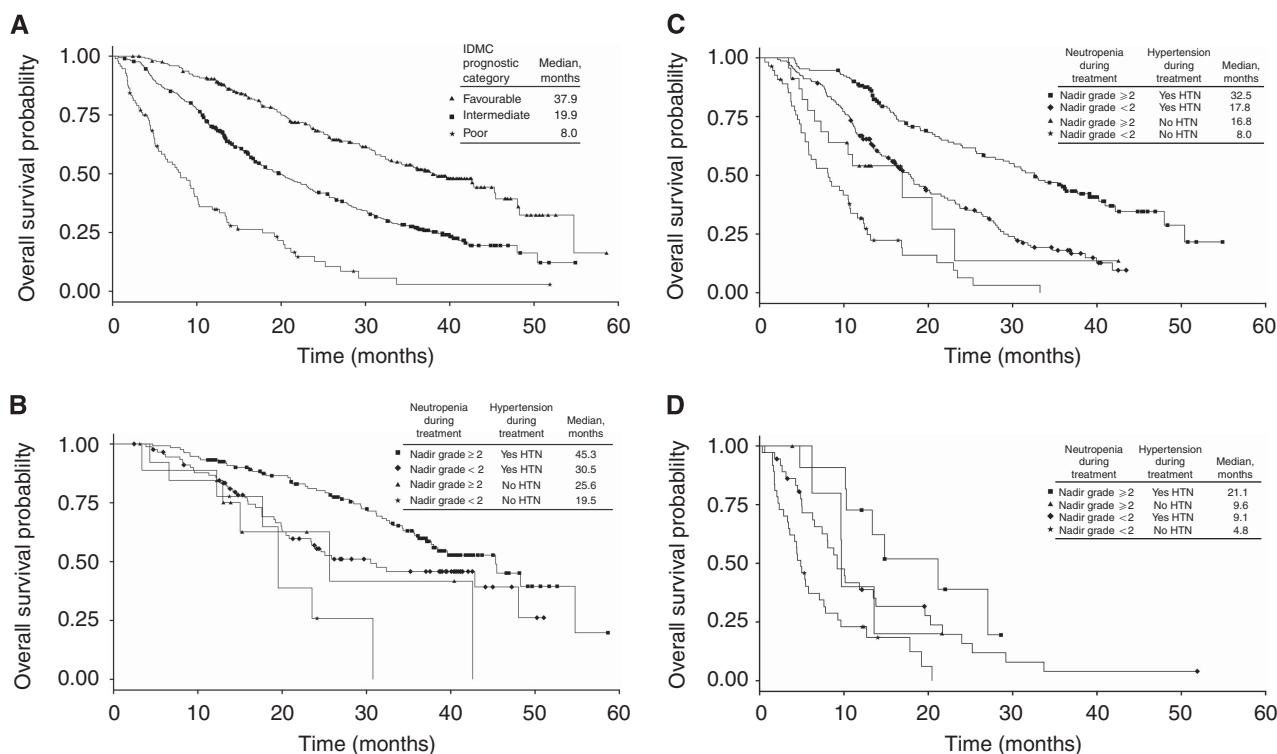 A
IDMC
prognostic
category
Median,
months
Favourable 37.9
Intermediate 19.9
Poor 8.0
Overall survival probablilty
1.00
0.75
0.50
0.25
0.00
0 10 20 30 40 50 60
Time (months)
B
Neutropenia
during
treatment
Hypertension
during
treatment
Median,
months
Nadir grade ≥ 2 Yes HTN 45.3
Nadir grade < 2 Yes HTN 30.5
Nadir grade ≥ 2 No HTN 25.6
Nadir grade < 2 No HTN 19.5
Overall survival probablilty
1.00
0.75
0.50
0.25
0.00
0 10 20 30 40 50 60
Time (months)
C
Neutropenia
during
treatment
Hypertension
during
treatment
Median,
months
Nadir grade ⩾2 Yes HTN 32.5
Nadir grade <2 Yes HTN 17.8
Nadir grade ⩾2 No HTN 16.8
Nadir grade <2 No HTN 8.0
Overall survival probablilty
1.00
0.75
0.50
0.25
0.00
0 10 20 30 40 50 60
Time (months)
D
Neutropenia
during
treatment
Hypertension
during
treatment
Median,
months
Nadir grade ⩾2 Yes HTN 21.1
Nadir grade ⩾2 No HTN 9.6
Nadir grade <2 Yes HTN 9.1
Nadir grade <2 No HTN 4.8
Overall survival probablilty
1.00
0.75
0.50
0.25
0.00
0 10 20 30 40 50 60
Time (months)